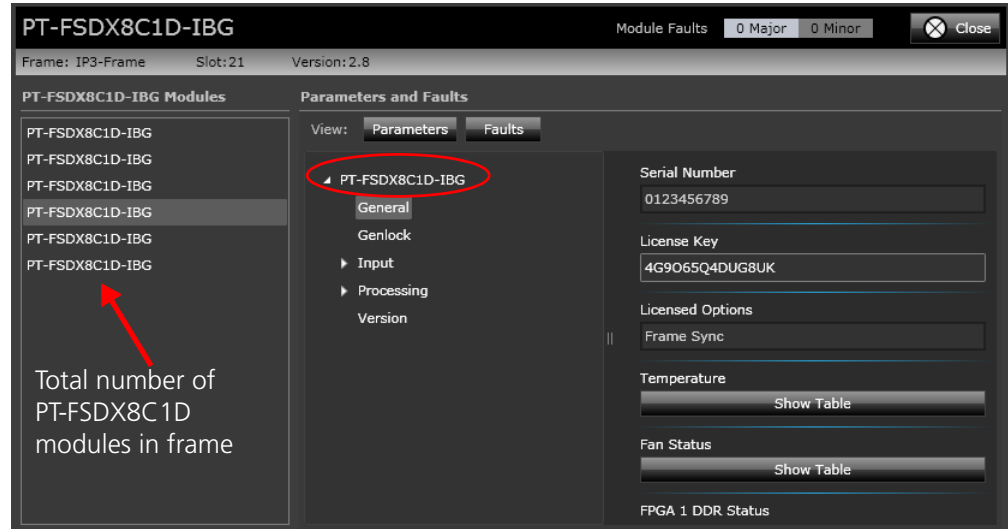 PT-FSDX8C1D-IBG
Module Faults 0 Major 0 Minor Close
Frame: IP3-Frame Slot:21 Version:2.8
PT-FSDX8C1D-IBG Modules
PT-FSDX8C1D-IBG
PT-FSDX8C1D-IBG
PT-FSDX8C1D-IBG
PT-FSDX8C1D-IBG
PT-FSDX8C1D-IBG
PT-FSDX8C1D-IBG
Total number of
PT-FSDX8C1D
modules in frame
Parameters and Faults
View: Parameters Faults
PT-FSDX8C1D-IBG
General
Genlock
Input
Processing
Version
Serial Number
0123456789
License Key
4G9O65Q4DUG8UK
Licensed Options
Frame Sync
Temperature
Show Table
Fan Status
Show Table
FPGA 1 DDR Status